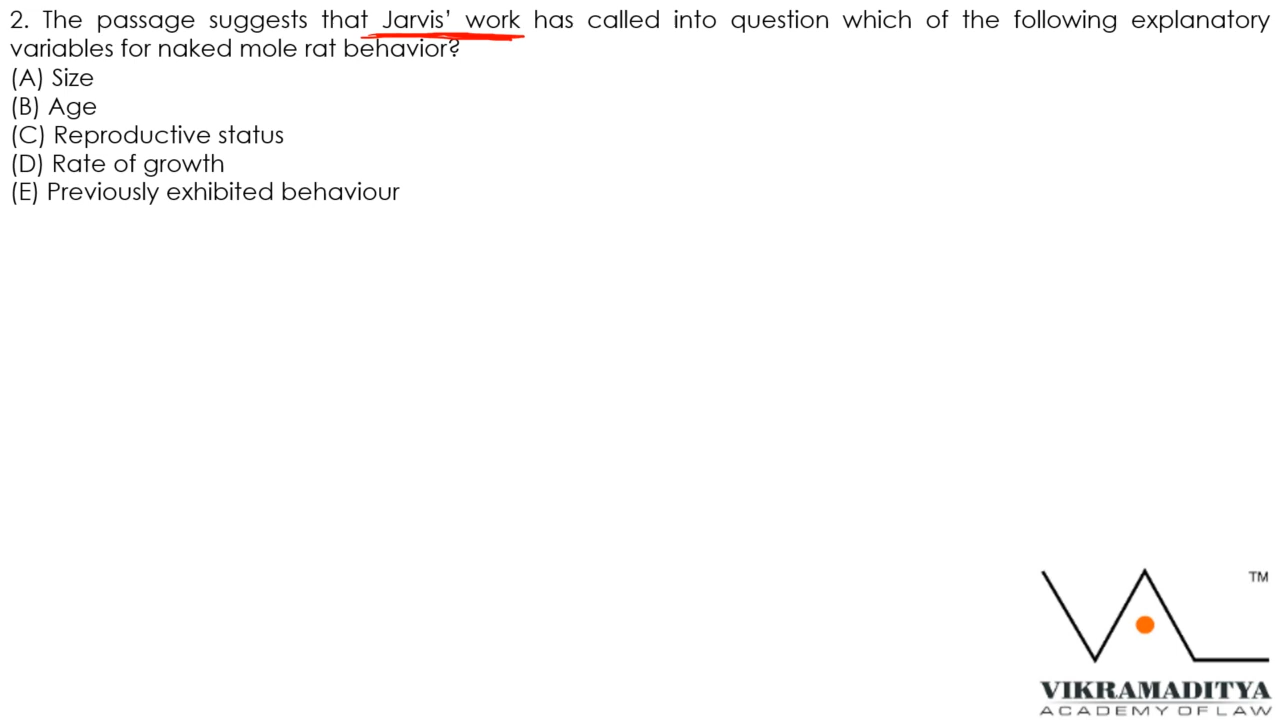 2. The passage suggests that Jarvis’ work has called into question which of the following explanatory
variables for naked mole rat behavior?
(A) Size
(B) Age
(C) Reproductive status
(D) Rate of growth
(E) Previously exhibited behaviour
TM
VIKRAMADITYA
ACADEMY OF LAW